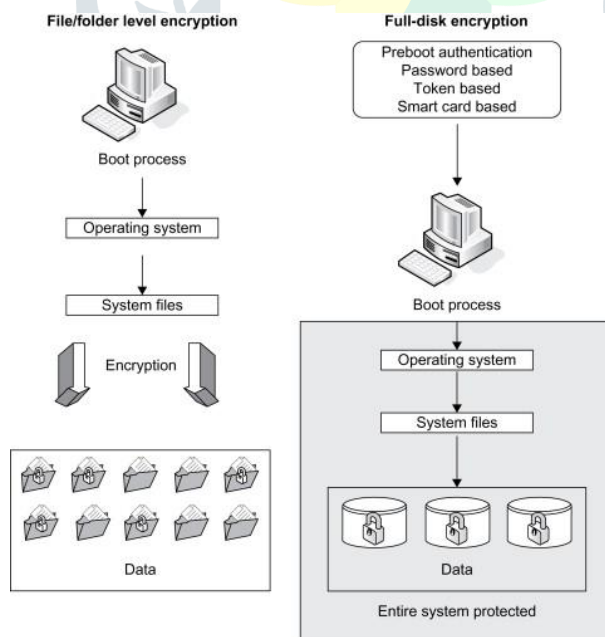 File/folder level encryption
Boot process
Operating system
System files
Encryption
Data
Full-disk encryption
Preboot authentication
Password based
Token based
Smart card based
Boot process
Operating system
System files
Data
Entire system protected